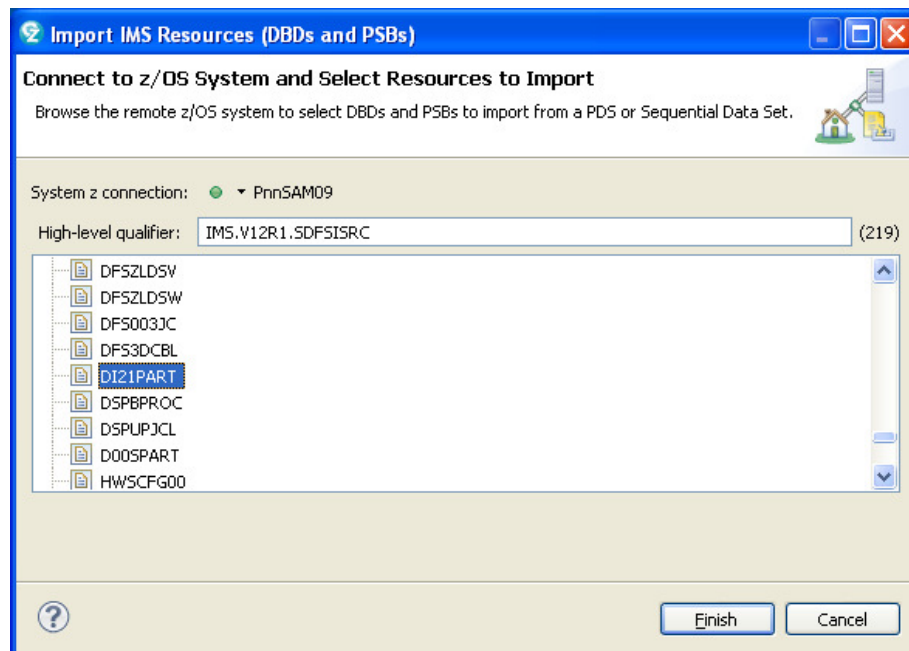 Import IMS Resources (DBDs and PSBs)
Connect to z/OS System and Select Resources to Import
Browse the remote z/OS system to select DBDs and PSBs to import from a PDS or Sequential Data Set.
System z connection: PnnSAM09
High-level qualifier: IMS.V12R1.SDFSISRC (219)
DFSZLDSV
DFSZLDSW
DFS003JC
DFS3DCBL
DI21PART
DSPBPROC
DSPUPJCL
D00SPART
HWSCFG00
? Finish Cancel